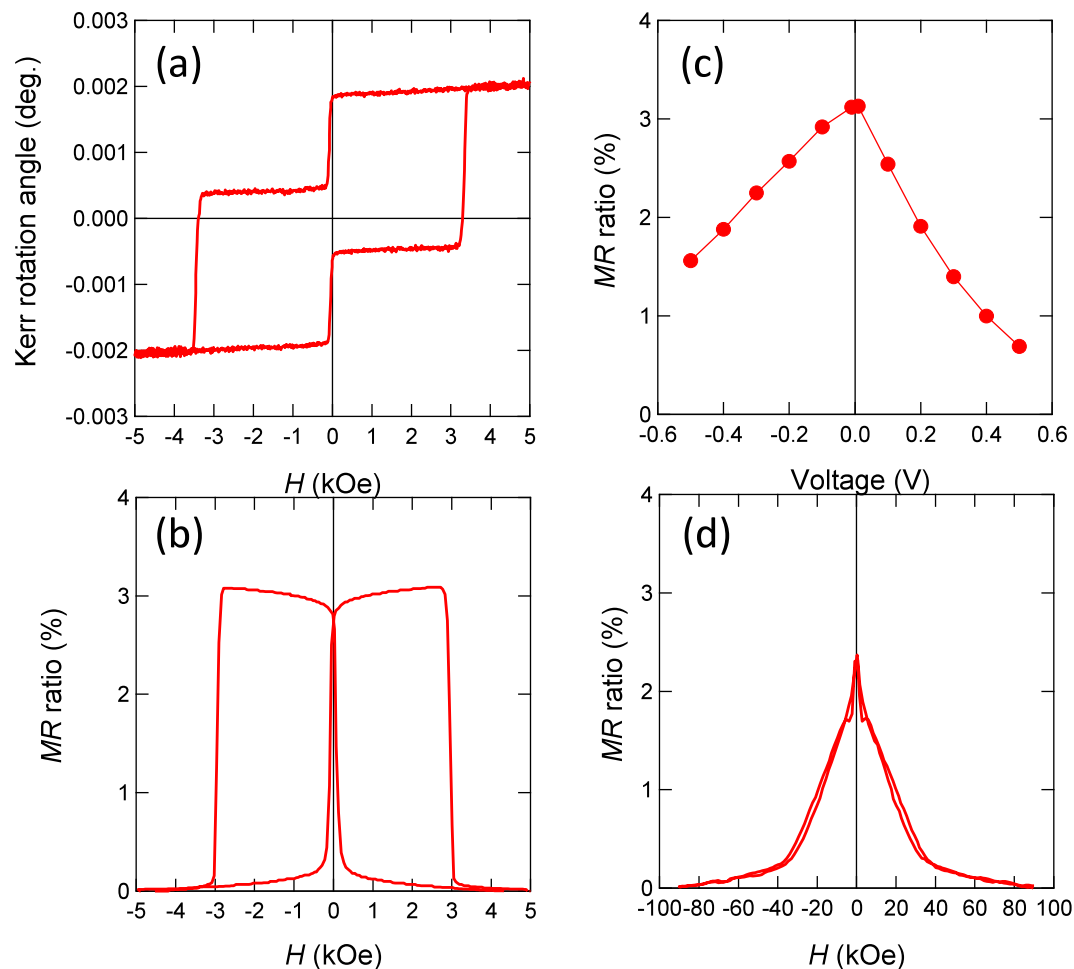 (a)
Kerr rotation angle (deg.)
0.003
0.002
0.001
0.000
-0.001
-0.002
-0.003
-5 -4 -3 -2 -1 0 1 2 3 4 5
H (kOe)
(c)
MR ratio (%)
4
3
2
1
0
-0.6 -0.4 -0.2 0.0 0.2 0.4 0.6
Voltage (V)
(b)
MR ratio (%)
4
3
2
1
0
-5 -4 -3 -2 -1 0 1 2 3 4 5
H (kOe)
(d)
MR ratio (%)
4
3
2
1
0
-100 -80 -60 -40 -20 0 20 40 60 80 100
H (kOe)